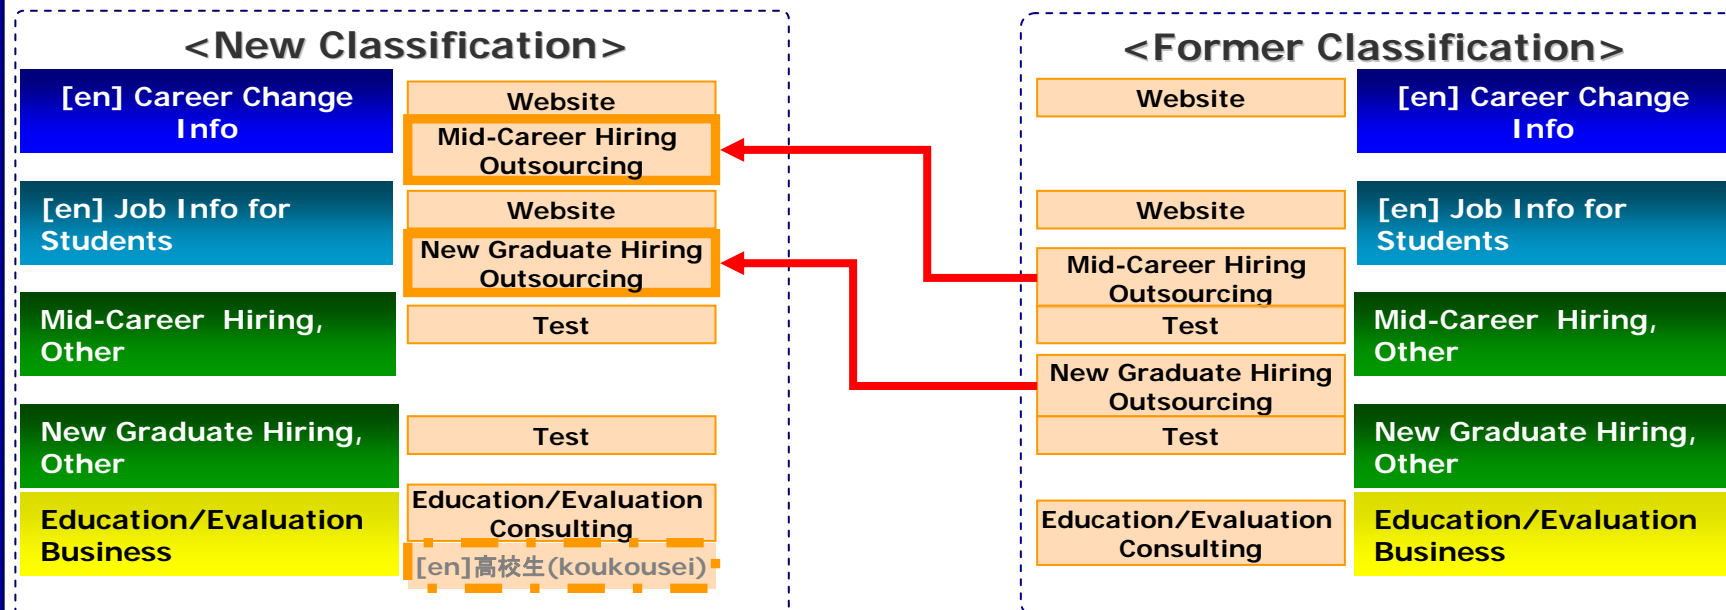 <New Classification>
[en] Career Change
Info
Website
Mid-Career Hiring
Outsourcing
[en] Job Info for
Students
Website
New Graduate Hiring
Outsourcing
Mid-Career Hiring,
Other
Test
New Graduate Hiring,
Other
Test
Education/Evaluation
Business
Education/Evaluation
Consulting
[en]高校生(koukousei)
<Former Classification>
Website
[en] Career Change
Info
Website
[en] Job Info for
Students
Mid-Career Hiring
Outsourcing
Test
Mid-Career Hiring,
Other
New Graduate Hiring
Outsourcing
Test
New Graduate Hiring,
Other
Education/Evaluation
Consulting
Education/Evaluation
Business